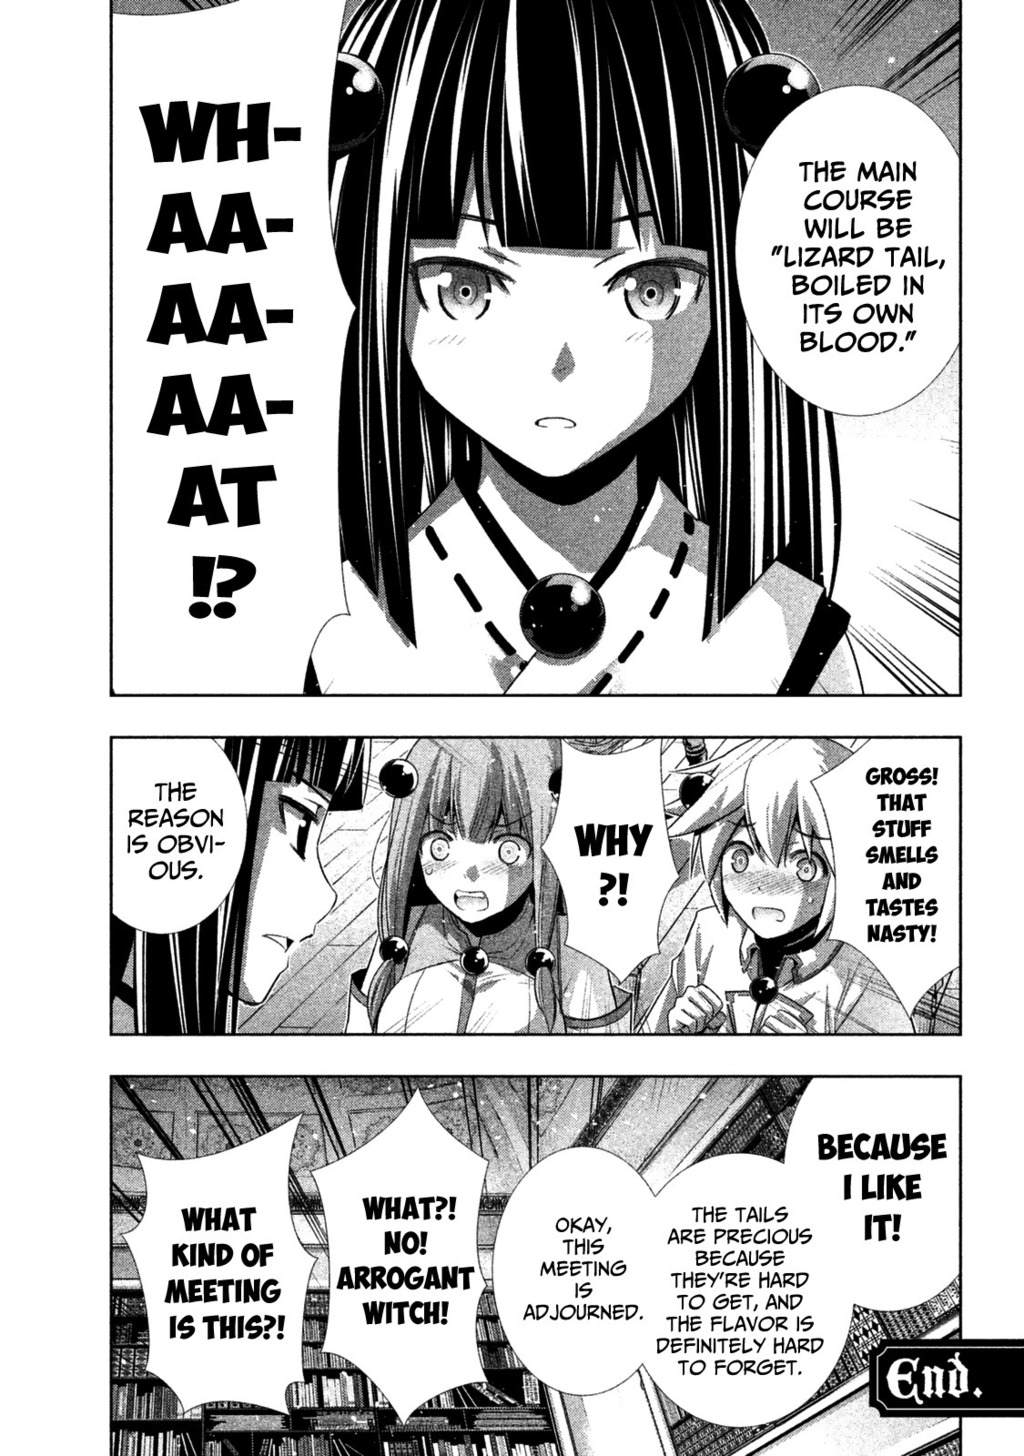 THE MAIN
COURSE
WILL BE
"LIZARD TAIL,
BOILED IN
ITS OWN
BLOOD."
WH-
AA-
AA-
AA-
AT
!?
GROSS!
THAT
STUFF
SMELLS
AND
TASTES
NASTY!
WHY
?!
THE
REASON
IS OBVI-
OUS.
BECAUSE
I LIKE
IT!
THE TAILS
ARE PRECIOUS
BECAUSE
THEY'RE HARD
TO GET, AND
THE FLAVOR IS
DEFINITELY HARD
TO FORGET.
OKAY,
THIS
MEETING
IS
ADJOURNED.
WHAT?!
NO!
ARROGANT
WITCH!
WHAT
KIND OF
MEETING
IS THIS?!
End.